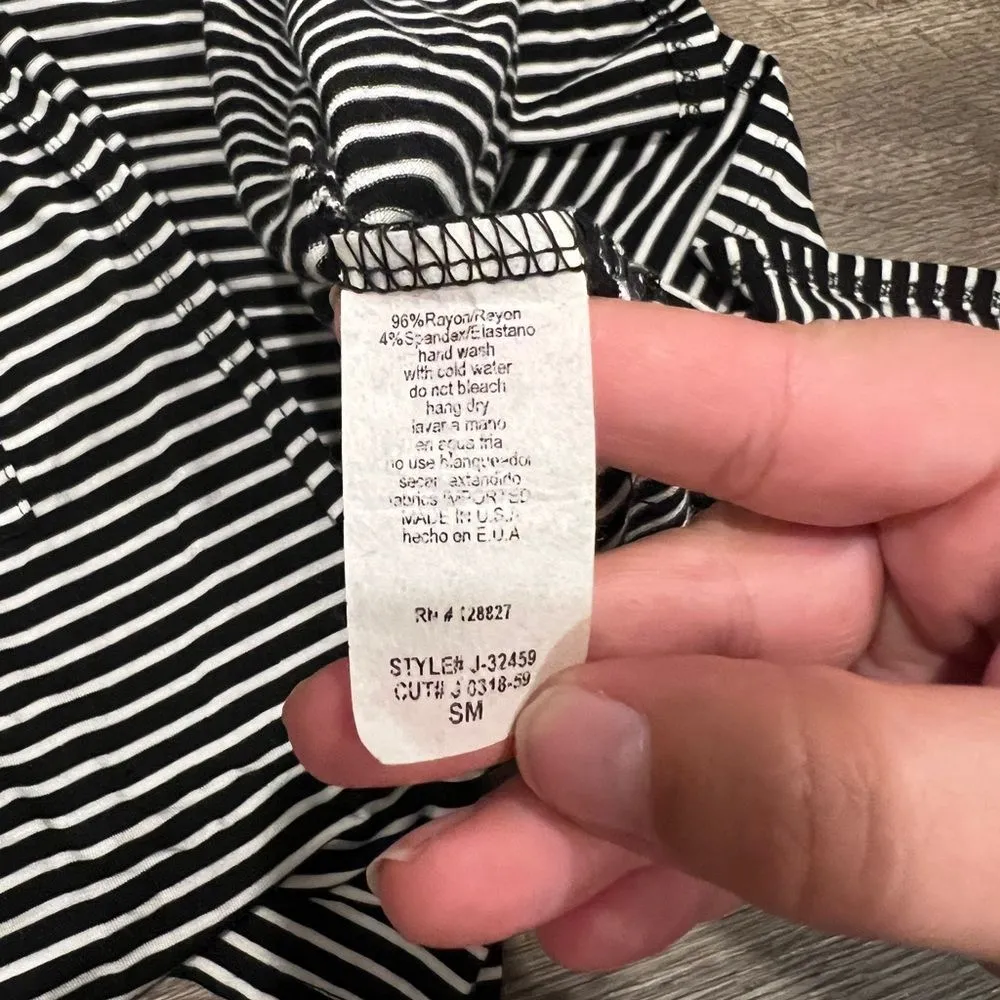 96%Rayon/Reyon
4%Spandex/Elastano
hand wash
with cold water
do not bleach
hang dry
lavar a mano
en agua fria
no use blanqueador
secar extendido
fabrics IMPORTED
MADE IN U.S.A
hecho en E.U.A
RN # 128827
STYLE# J-32459
CUT# J 0318-59
SM